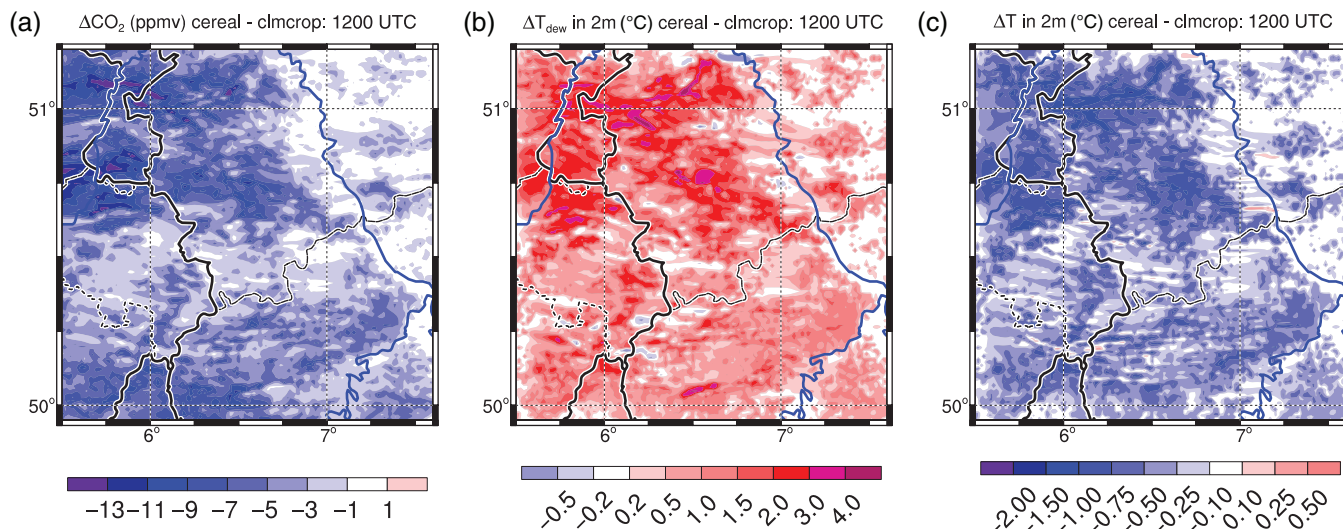 (a) ΔCO₂ (ppmv) cereal - clmcrop: 1200 UTC
(b) ΔT_dew in 2m (°C) cereal - clmcrop: 1200 UTC
(c) ΔT in 2m (°C) cereal - clmcrop: 1200 UTC
51° 51° 51°
50° 50° 50°
6° 7° 6° 7° 6° 7°
−13 −11 −9 −7 −5 −3 −1 1
−0.5 −0.2 0.2 0.5 1.0 1.5 2.0 3.0 4.0
−2.00 −1.50 −1.00 −0.75 −0.50 −0.25 −0.10 0.10 0.25 0.50